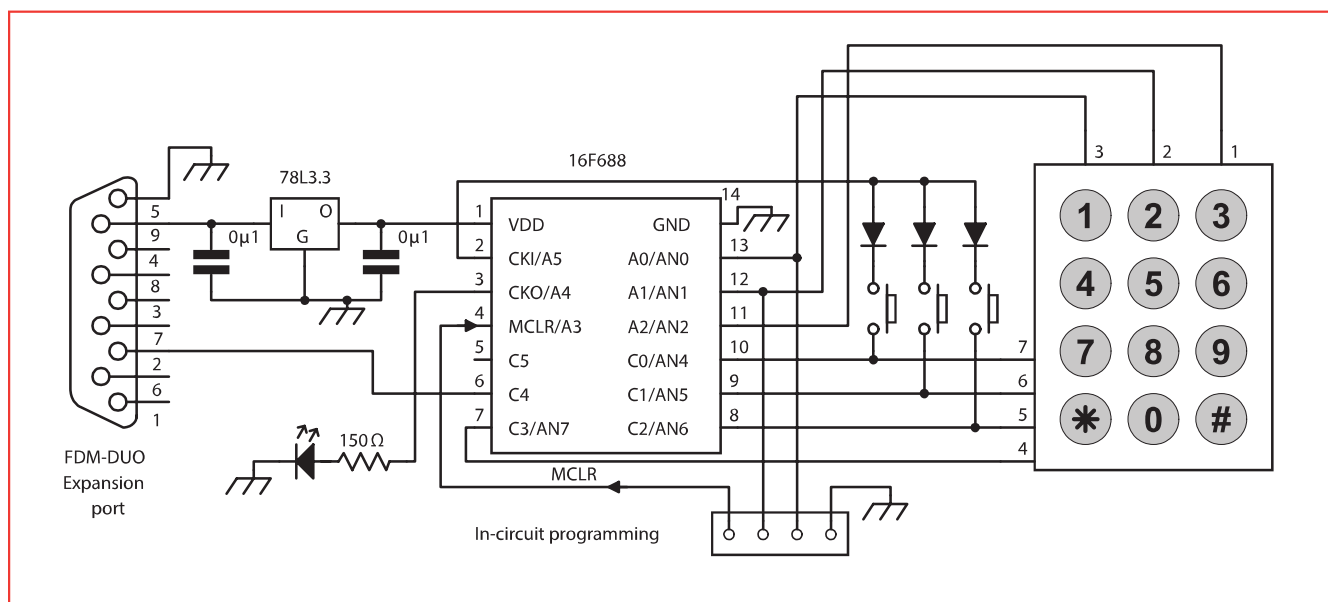 16F688
78L3.3
I O
G
0µ1 0µ1
5
9
4
8
3
7
2
6
1
FDM-DUO
Expansion
port
1 VDD
2 CKI/A5
3 CKO/A4
4 MCLR/A3
5 C5
6 C4
7 C3/AN7
GND 14
A0/AN0 13
A1/AN1 12
A2/AN2 11
C0/AN4 10
C1/AN5 9
C2/AN6 8
150Ω
MCLR
In-circuit programming
3 2 1
7
6
5
4
1 2 3
4 5 6
7 8 9
* 0 #